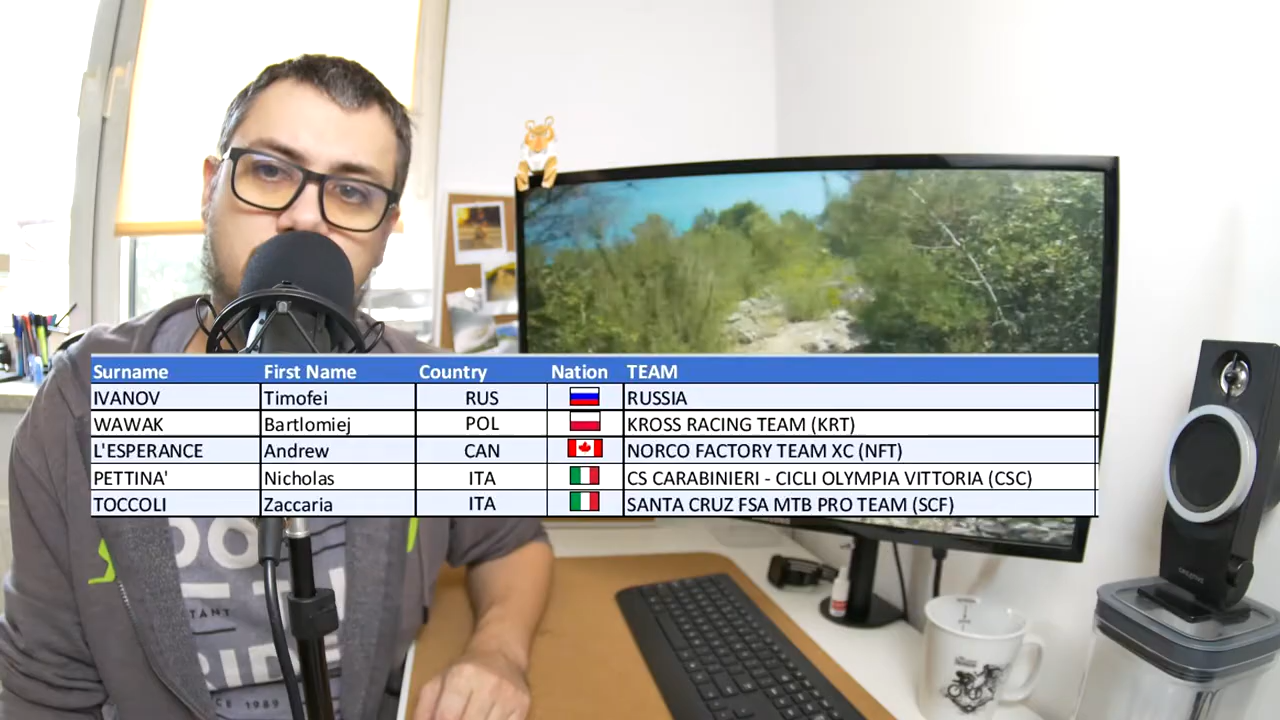 Surname First Name Country Nation TEAM
IVANOV Timofei RUS RUSSIA
WAWAK Bartlomiej POL KROSS RACING TEAM (KRT)
L'ESPERANCE Andrew CAN NORCO FACTORY TEAM XC (NFT)
PETTINA' Nicholas ITA CS CARABINIERI - CICLI OLYMPIA VITTORIA (CSC)
TOCCOLI Zaccaria ITA SANTA CRUZ FSA MTB PRO TEAM (SCF)
1989